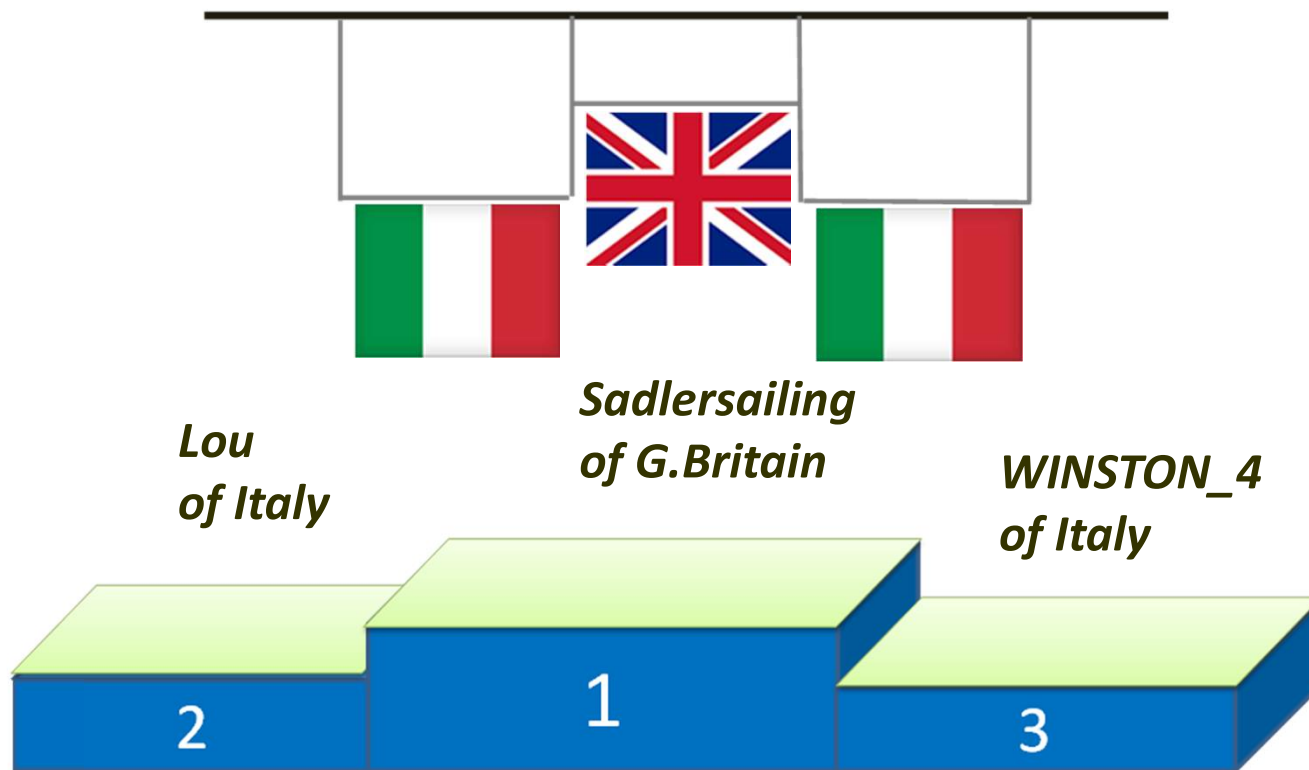 Sadlersailing
of G.Britain
Lou
of Italy
WINSTON_4
of Italy
1
2
3